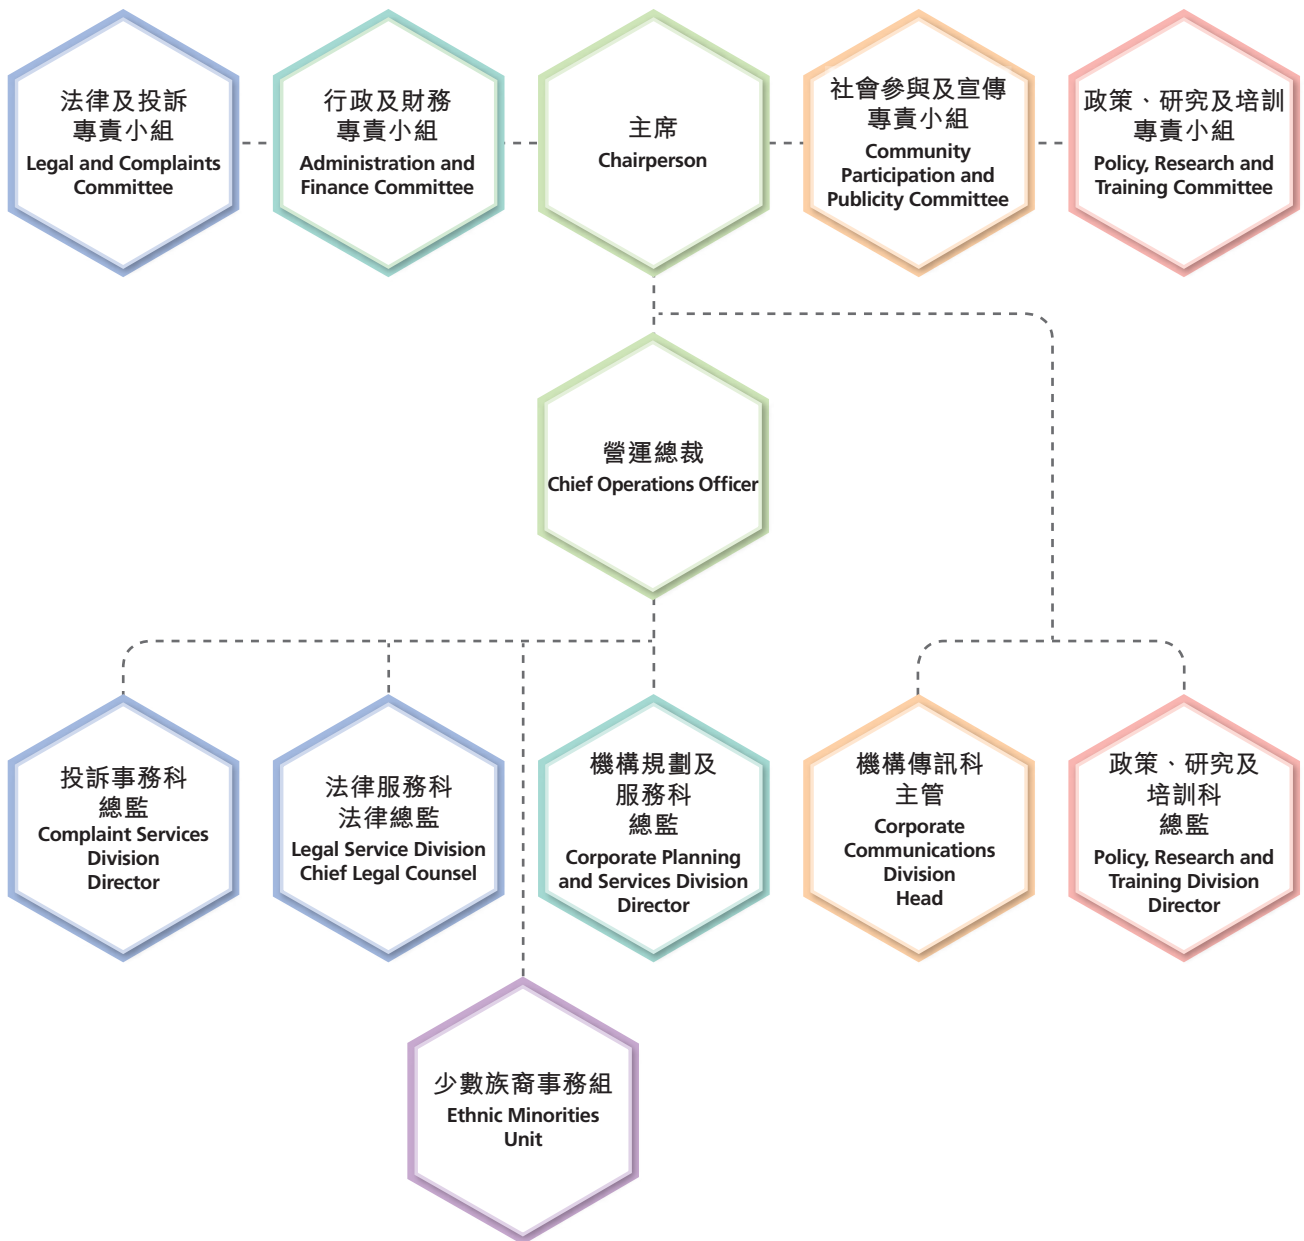 法律及投訴
專責小組
Legal and Complaints
Committee
行政及財務
專責小組
Administration and
Finance Committee
主席
Chairperson
社會參與及宣傳
專責小組
Community
Participation and
Publicity Committee
政策、研究及培訓
專責小組
Policy, Research and
Training Committee
營運總裁
Chief Operations Officer
投訴事務科
總監
Complaint Services
Division
Director
法律服務科
法律總監
Legal Service Division
Chief Legal Counsel
機構規劃及
服務科
總監
Corporate Planning
and Services Division
Director
機構傳訊科
主管
Corporate
Communications
Division
Head
政策、研究及
培訓科
總監
Policy, Research and
Training Division
Director
少數族裔事務組
Ethnic Minorities
Unit